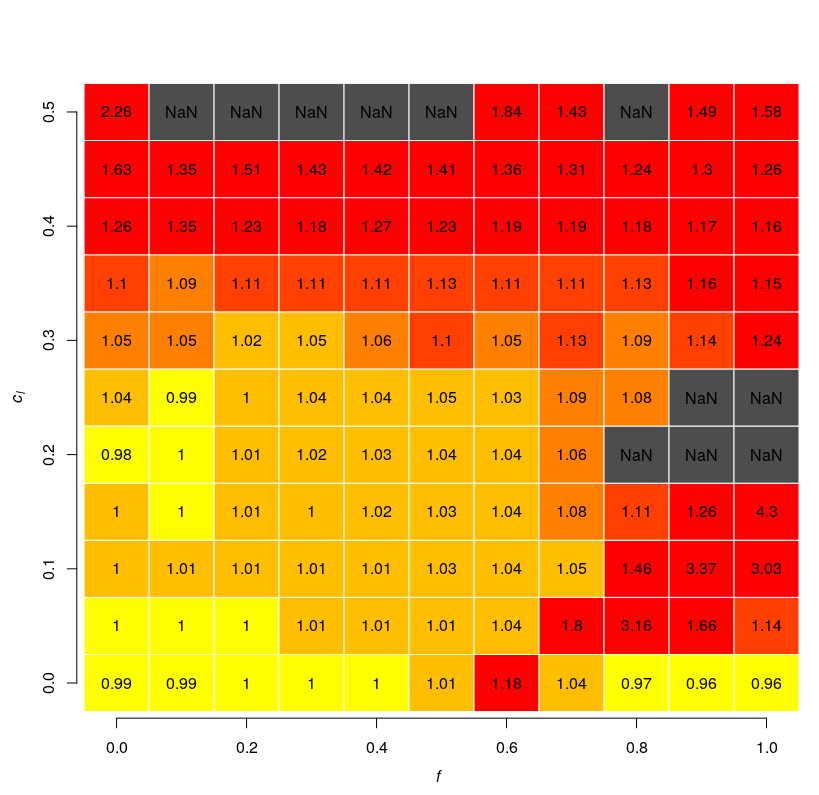 0.5 2.26 NaN NaN NaN NaN NaN 1.84 1.43 NaN 1.49 1.58
1.63 1.35 1.51 1.43 1.42 1.41 1.36 1.31 1.24 1.3 1.26
0.4 1.26 1.35 1.23 1.18 1.27 1.23 1.19 1.19 1.18 1.17 1.16
1.1 1.09 1.11 1.11 1.11 1.13 1.11 1.11 1.13 1.16 1.15
0.3 1.05 1.05 1.02 1.05 1.06 1.1 1.05 1.13 1.09 1.14 1.24
cl 1.04 0.99 1 1.04 1.04 1.05 1.03 1.09 1.08 NaN NaN
0.2 0.98 1 1.01 1.02 1.03 1.04 1.04 1.06 NaN NaN NaN
1 1 1.01 1 1.02 1.03 1.04 1.08 1.11 1.26 4.3
0.1 1 1.01 1.01 1.01 1.01 1.03 1.04 1.05 1.46 3.37 3.03
1 1 1 1.01 1.01 1.01 1.04 1.8 3.16 1.66 1.14
0.0 0.99 0.99 1 1 1 1.01 1.18 1.04 0.97 0.96 0.96
0.0 0.2 0.4 0.6 0.8 1.0
f